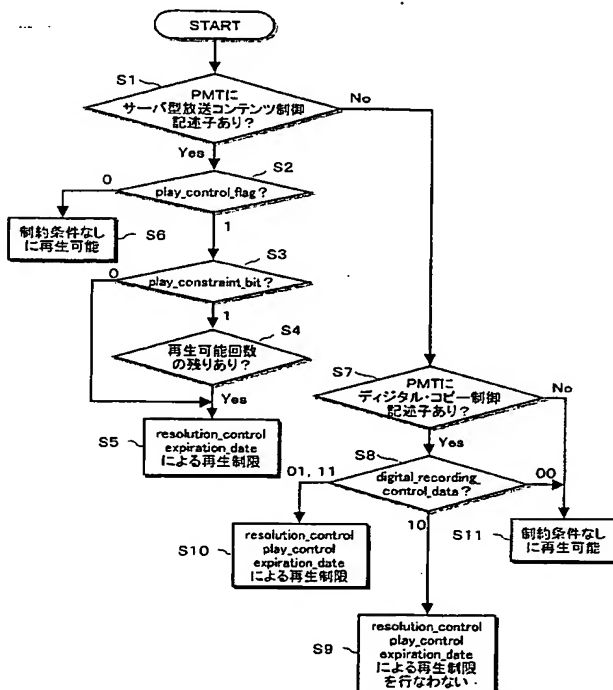 START
S1
PMTに
サーバ型放送コンテンツ制御
記述子あり?
No
Yes
S2
0
play_control_flag?
制約条件なし
に再生可能
S6
1
S3
0
play_constraint_bit?
1
S4
再生可能回数
の残りあり?
Yes
S5
resolution_control
expiration_date
による再生制限
S7
PMTに
ディジタル・コピー制御
記述子あり?
No
Yes
S8
01, 11
digital_recording_
control_data?
00
10
S10
resolution_control
play_control
expiration_date
による再生制限
S11
制約条件なし
に再生可能
S9
resolution_control
play_control
expiration_date
による再生制限
を行なわない